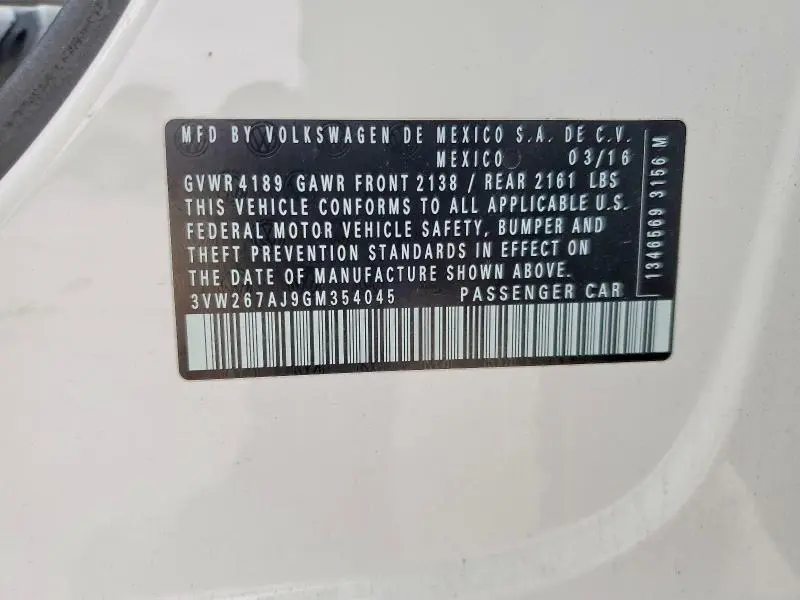 MFD BY VOLKSWAGEN DE MEXICO S.A. DE C.V.
MEXICO 03/16
GVWR 4189 GAWR FRONT 2138 / REAR 2161 LBS
THIS VEHICLE CONFORMS TO ALL APPLICABLE U.S.
FEDERAL MOTOR VEHICLE SAFETY, BUMPER AND
THEFT PREVENTION STANDARDS IN EFFECT ON
THE DATE OF MANUFACTURE SHOWN ABOVE.
3VW267AJ9GM354045 PASSENGER CAR
1346569 3156 M